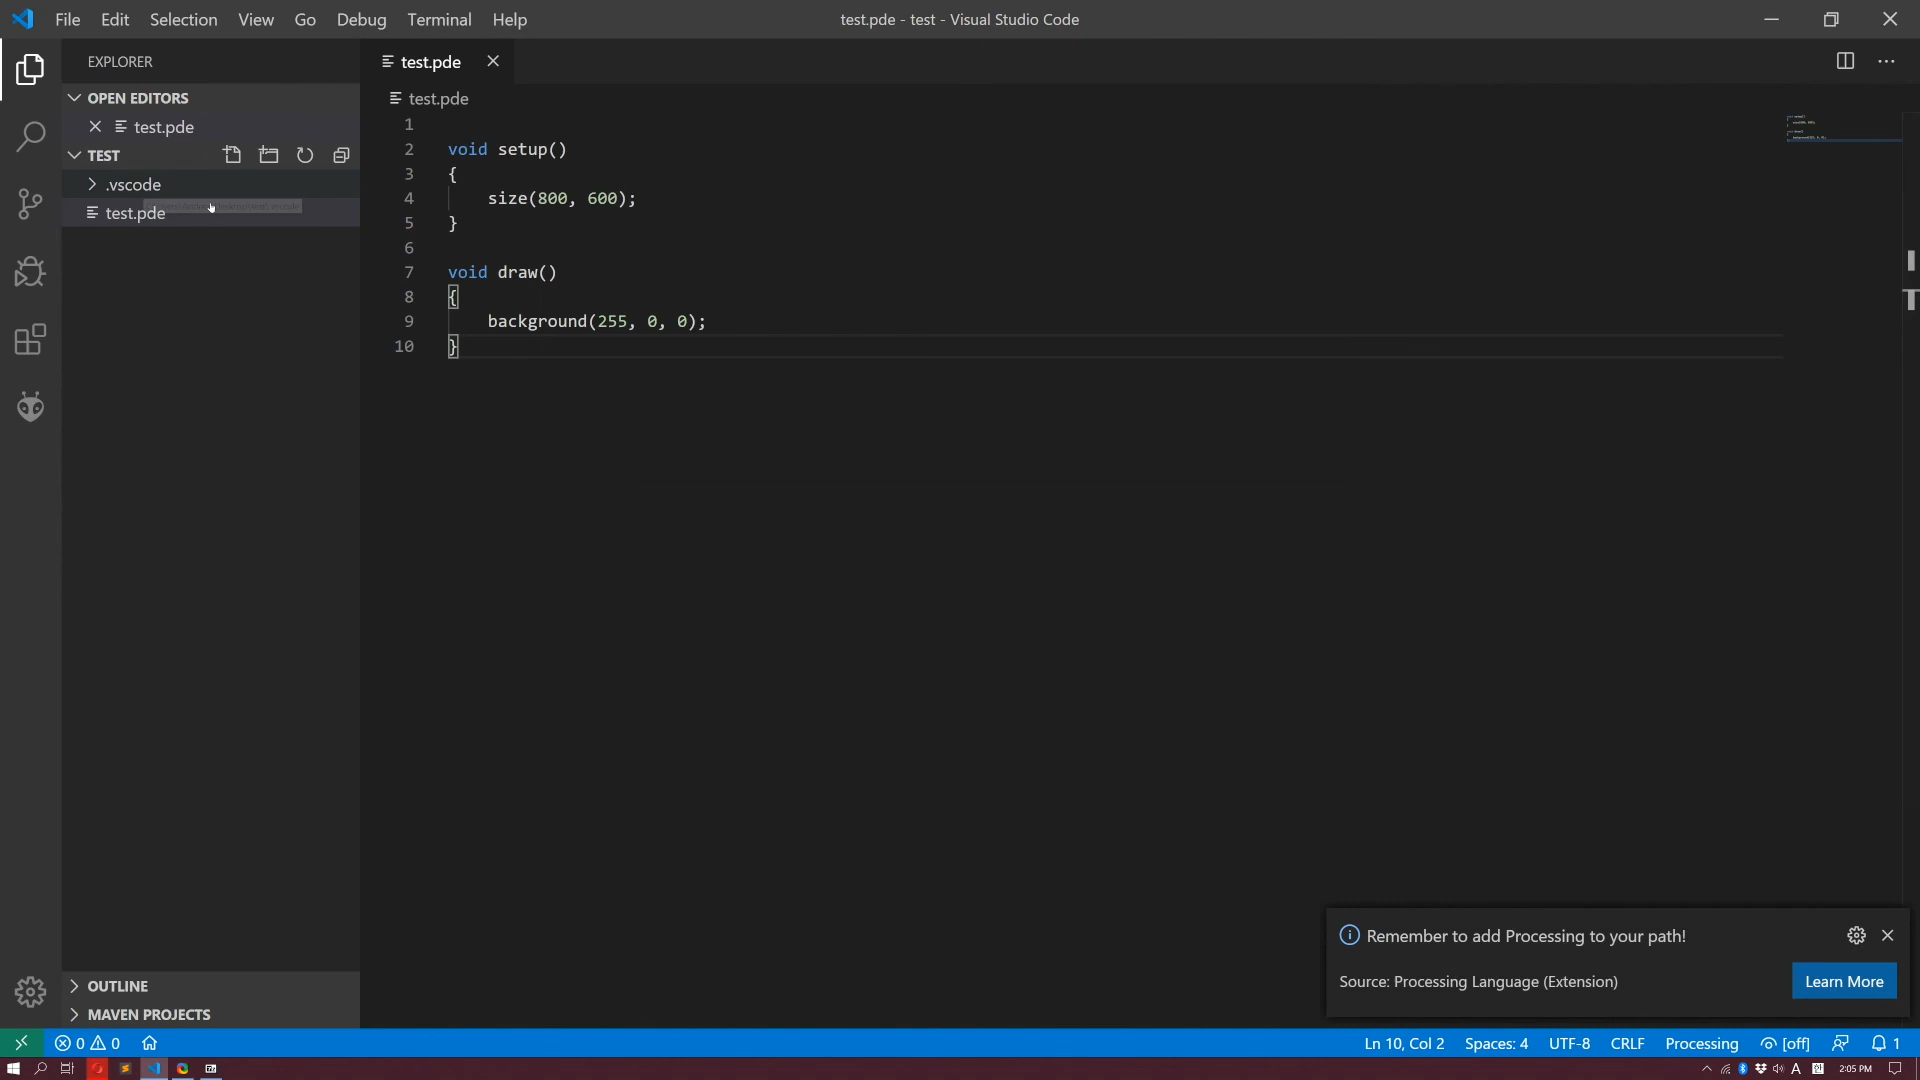 File Edit Selection View Go Debug Terminal Help
test.pde - test - Visual Studio Code
EXPLORER
OPEN EDITORS
test.pde
TEST
.vscode
test.pde
test.pde
test.pde
1
2 void setup()
3 {
4 size(800, 600);
5 }
6
7 void draw()
8 {
9 background(255, 0, 0);
10 }
Remember to add Processing to your path!
Source: Processing Language (Extension)
Learn More
OUTLINE
MAVEN PROJECTS
0 0
Ln 10, Col 2 Spaces: 4 UTF-8 CRLF Processing [off] 1
A 2:05 PM